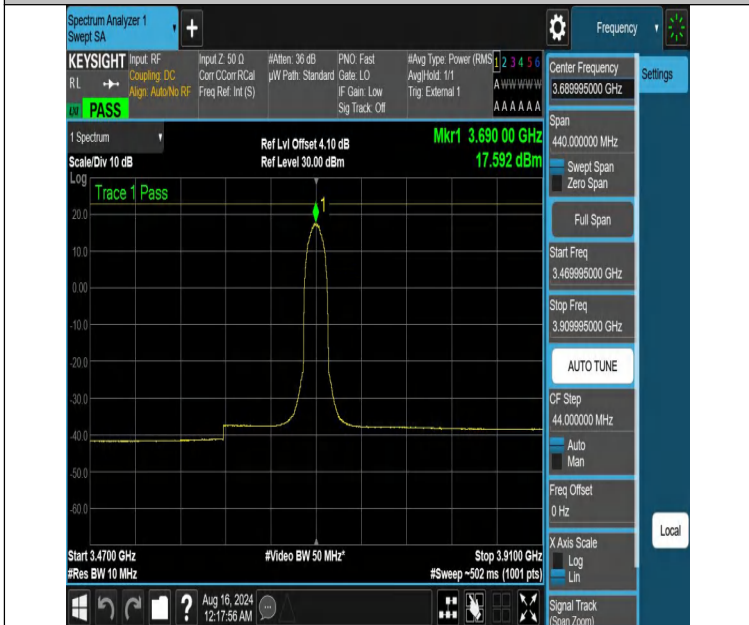 Spectrum Analyzer 1
Swept SA
+
Frequency
KEYSIGHT
RL
PASS
Input: RF
Coupling: DC
Align: Auto/No RF
Input Z: 50 Ω
Corr CCorr RCal
Freq Ref: Int (S)
#Atten: 36 dB
µW Path: Standard
PNO: Fast
Gate: LO
IF Gain: Low
Sig Track: Off
#Avg Type: Power (RMS
Avg|Hold: 1/1
Trig: External 1
1 2 3 4 5 6
A W W W W W
A A A A A A
1 Spectrum
Scale/Div 10 dB
Ref Lvl Offset 4.10 dB
Ref Level 30.00 dBm
Mkr1 3.690 00 GHz
17.592 dBm
Log
Trace 1 Pass
1
20.0
10.0
0.00
-10.0
-20.0
-30.0
-40.0
-50.0
-60.0
Start 3.4700 GHz
#Res BW 10 MHz
#Video BW 50 MHz*
Stop 3.9100 GHz
#Sweep ~502 ms (1001 pts)
Center Frequency
3.689995000 GHz
Span
440.000000 MHz
Swept Span
Zero Span
Full Span
Start Freq
3.469995000 GHz
Stop Freq
3.909995000 GHz
AUTO TUNE
CF Step
44.000000 MHz
Auto
Man
Freq Offset
0 Hz
X Axis Scale
Log
Lin
Signal Track
(Span Zoom)
Settings
Local
?
Aug 16, 2024
12:17:56 AM